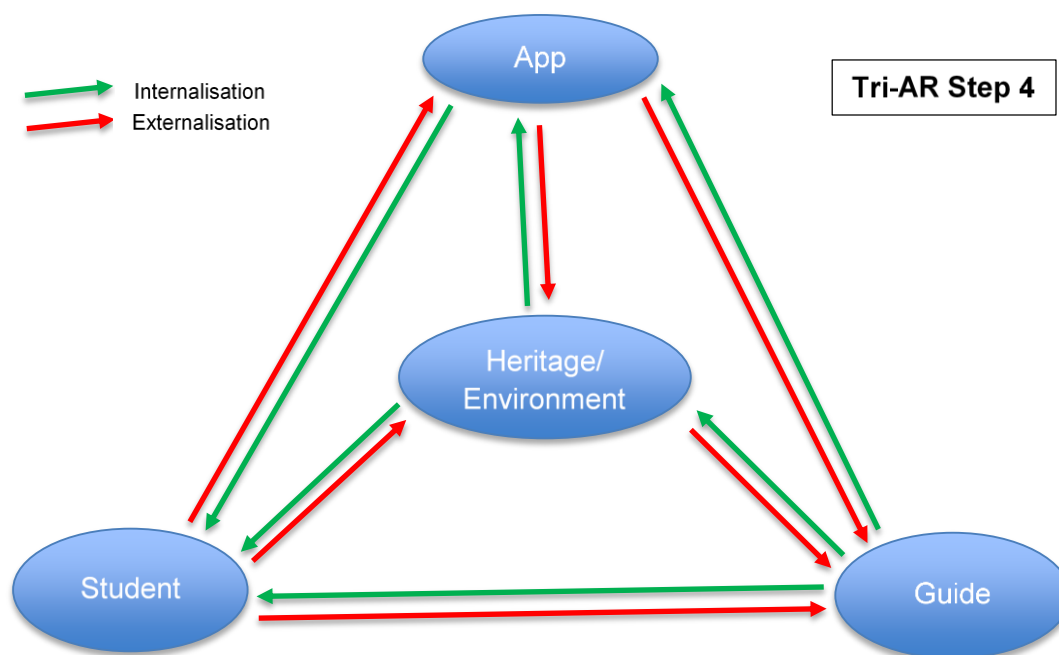 App
Tri-AR Step 4
Internalisation
Externalisation
Heritage/
Environment
Student
Guide